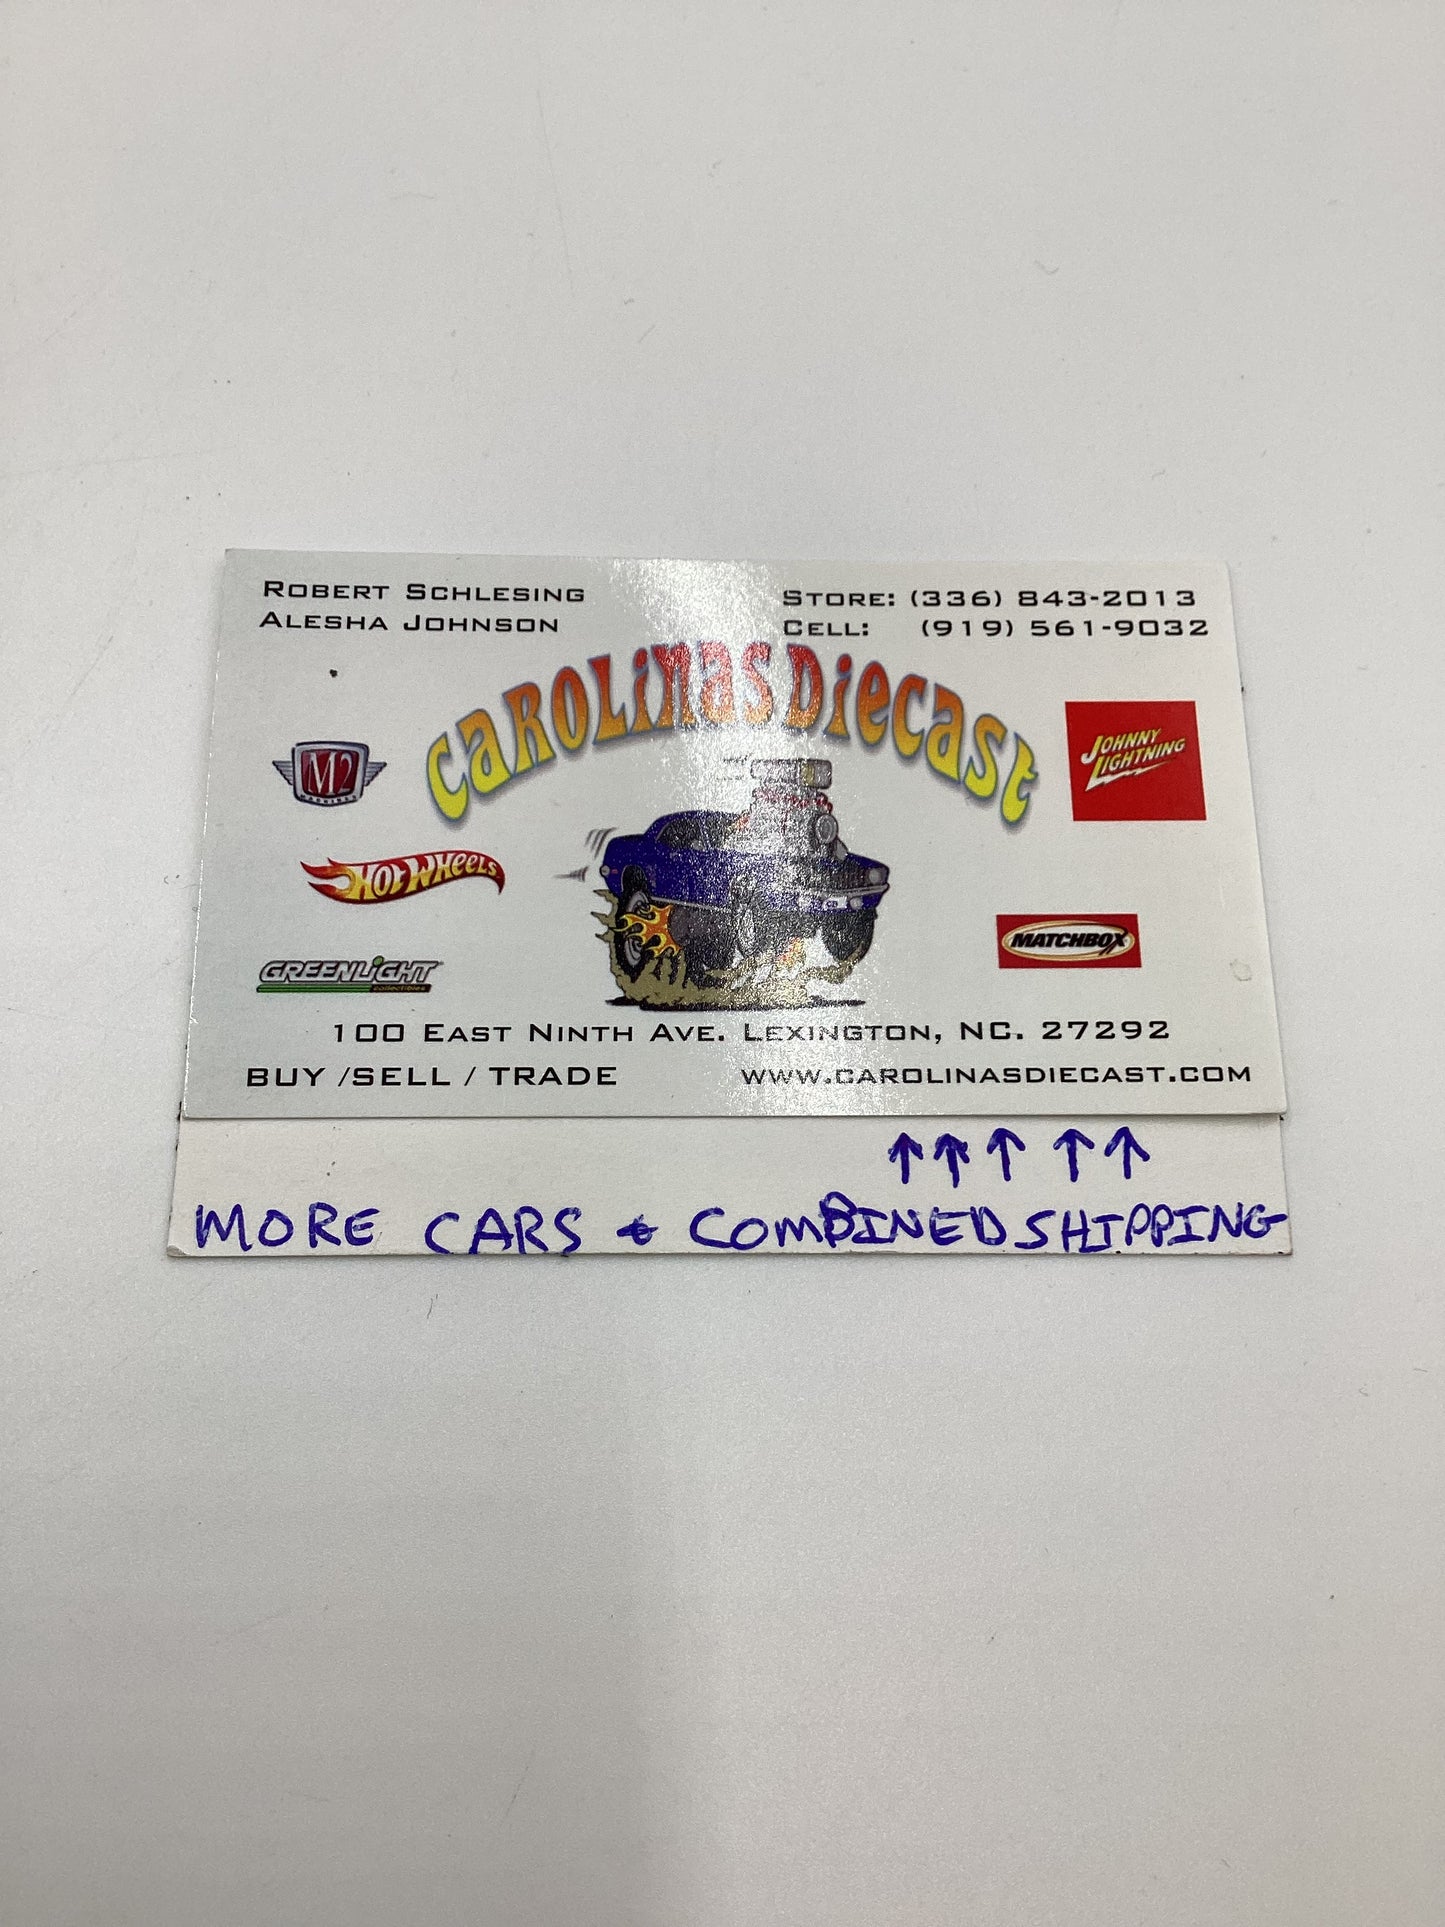 ROBERT SCHLESING
ALESHA JOHNSON
STORE: (336) 843-2013
CELL: (919) 561-9032
CAROLINAS DIECAST
M2
MACHINES
JOHNNY
LIGHTNING
HOT WHEELS
MATCHBOX
GREENLIGHT
collectibles
100 EAST NINTH AVE. LEXINGTON, NC. 27292
BUY /SELL / TRADE
WWW.CAROLINASDIECAST.COM
↑↑↑↑↑
MORE CARS & COMBINED SHIPPING